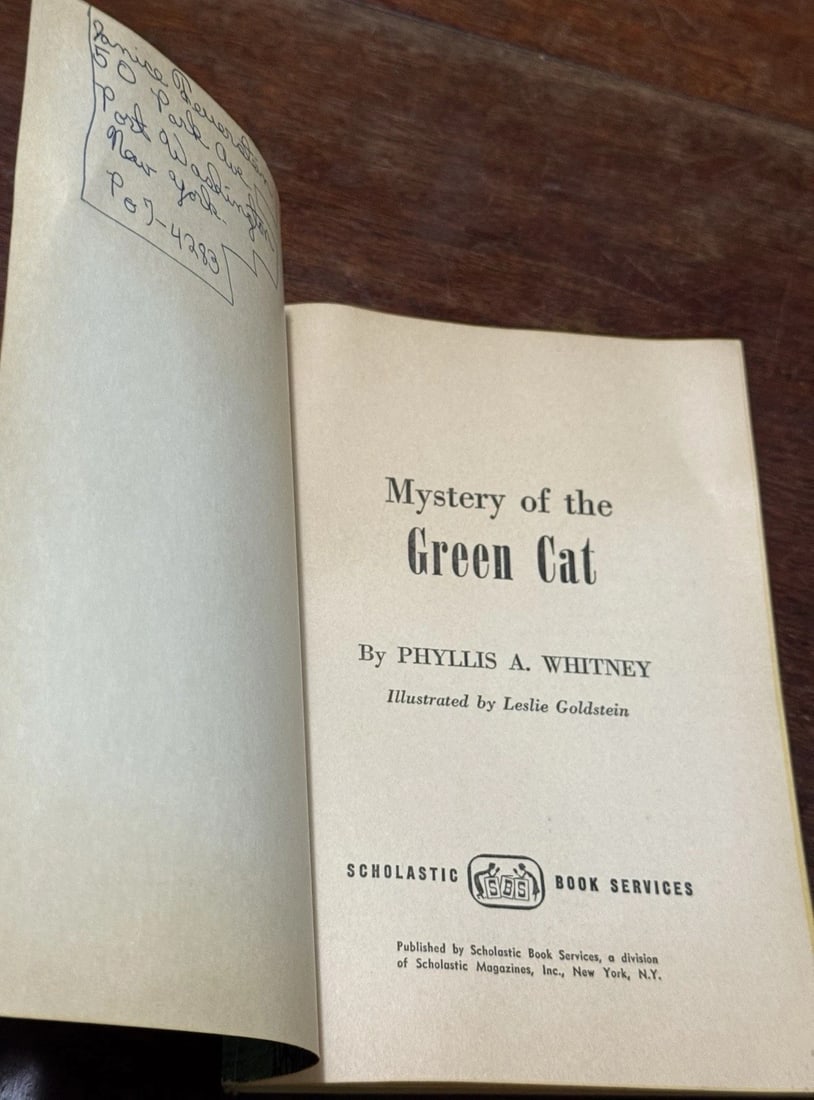 Janice
50 Park Ave
Port Washington
New York
PO7-4283
Mystery of the
Green Cat
By PHYLLIS A. WHITNEY
Illustrated by Leslie Goldstein
SCHOLASTIC SBS BOOK SERVICES
Published by Scholastic Book Services, a division
of Scholastic Magazines, Inc., New York, N.Y.